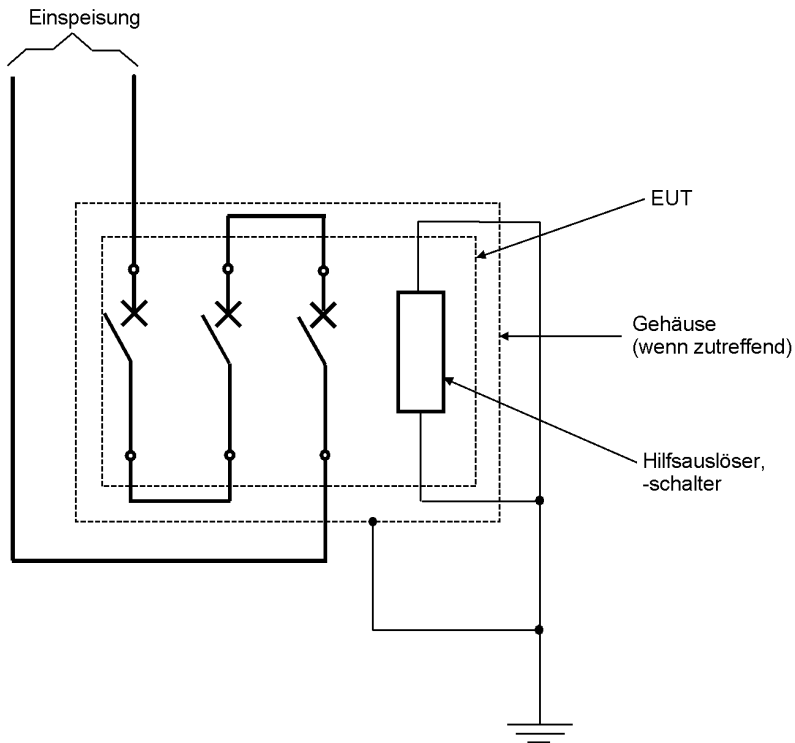 Einspeisung
EUT
Gehäuse
(wenn zutreffend)
Hilfsauslöser,
-schalter